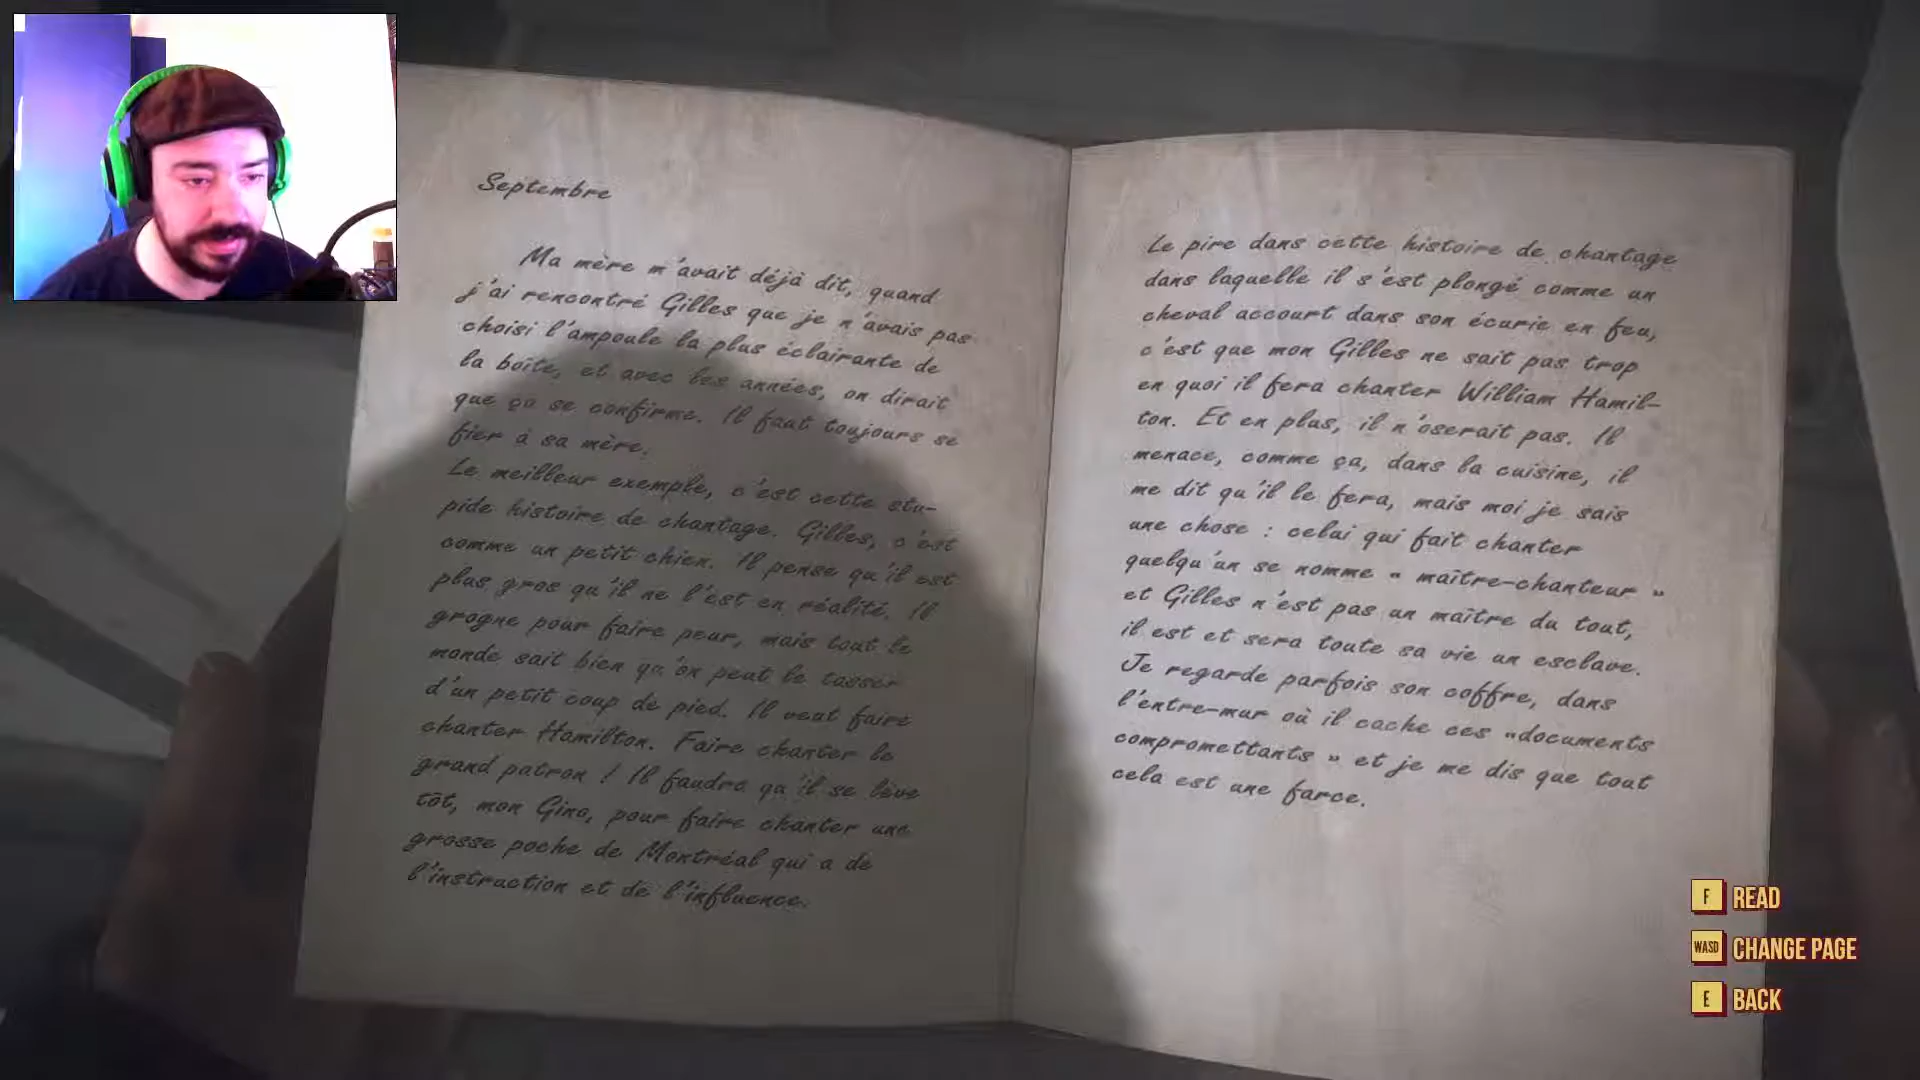 Septembre
Ma mère m'avait déjà dit, quand
j'ai rencontré Gilles que je n'avais pas
choisi l'ampoule la plus éclairante de
la boîte, et avec les années, on dirait
que ça se confirme. Il faut toujours se
fier à sa mère.
Le meilleur exemple, c'est cette stu-
pide histoire de chantage. Gilles, c'est
comme un petit chien. Il pense qu'il est
plus gros qu'il ne l'est en réalité. Il
grogne pour faire peur, mais tout le
monde sait bien qu'on peut le tasser
d'un petit coup de pied. Il veut faire
chanter Hamilton. Faire chanter le
grand patron ! Il faudra qu'il se lève
tôt, mon Gino, pour faire chanter une
grosse poche de Montréal qui a de
l'instruction et de l'influence.
Le pire dans cette histoire de chantage
dans laquelle il s'est plongé comme un
cheval accourt dans son écurie en feu,
c'est que mon Gilles ne sait pas trop
en quoi il fera chanter William Hamil-
ton. Et en plus, il n'oserait pas. Il
menace, comme ça, dans la cuisine, il
me dit qu'il le fera, mais moi je sais
une chose : celui qui fait chanter
quelqu'un se nomme « maître-chanteur »
et Gilles n'est pas un maître du tout,
il est et sera toute sa vie un esclave.
Je regarde parfois son coffre, dans
l'entre-mur où il cache ces «documents
compromettants » et je me dis que tout
cela est une farce.
F READ
WASD CHANGE PAGE
E BACK